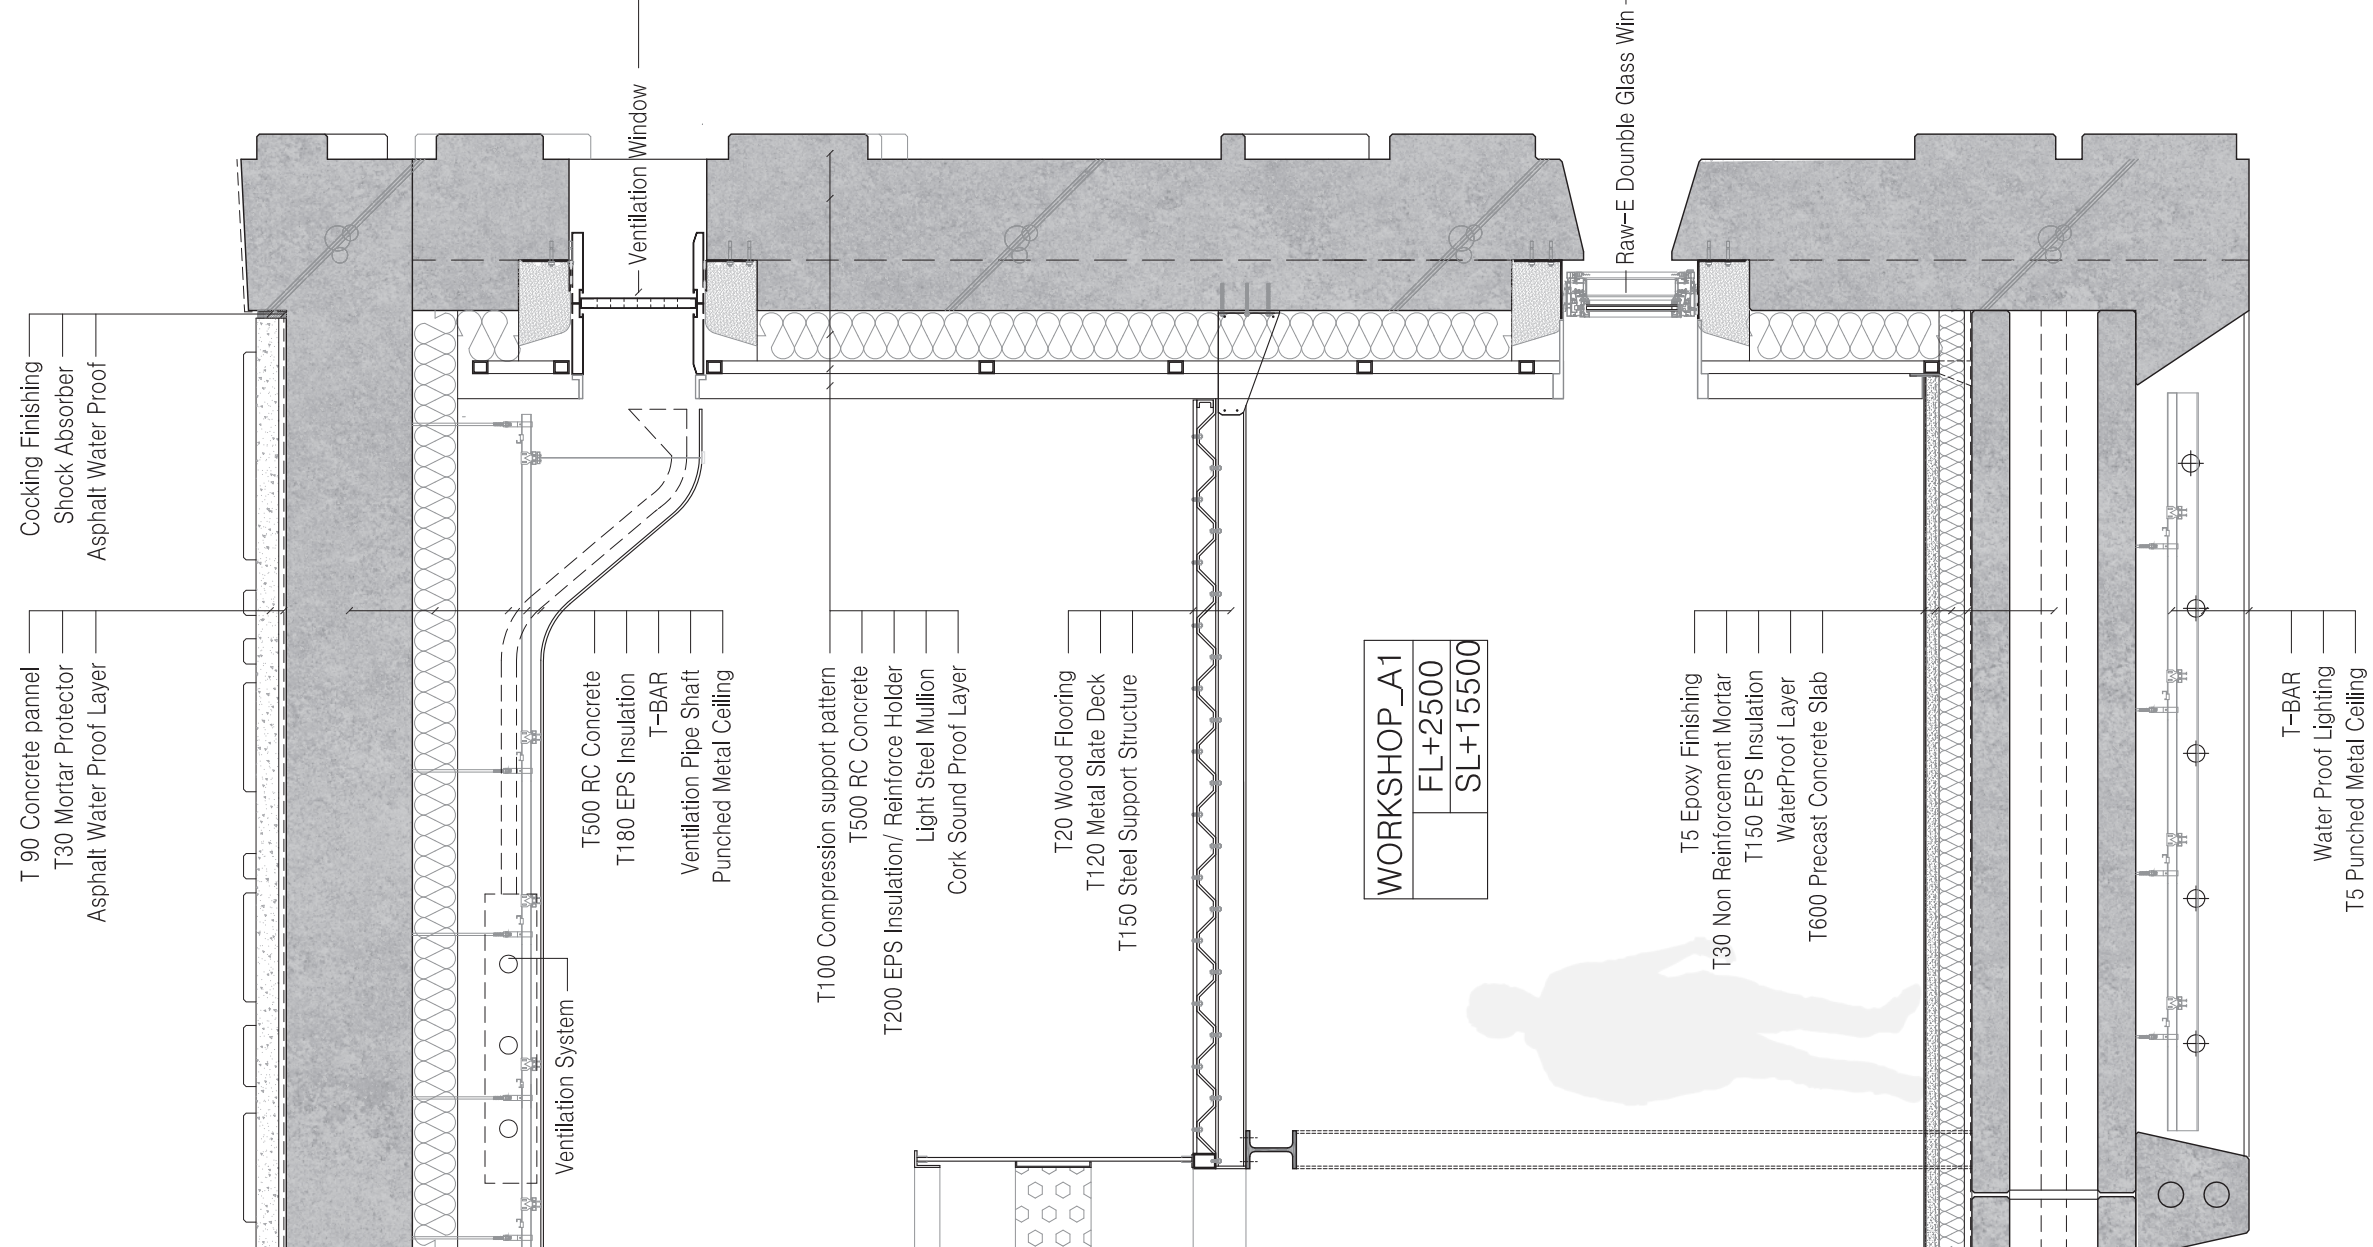 Cocking Finishing
Shock Absorber
Asphalt Water Proof
T 90 Concrete pannel
T30 Mortar Protector
Asphalt Water Proof Layer
Ventilation Window
T500 RC Concrete
T180 EPS Insulation
T-BAR
Ventilation Pipe Shaft
Punched Metal Ceiling
Ventilation System
T100 Compression support pattern
T500 RC Concrete
T200 EPS Insulation/ Reinforce Holder
Light Steel Mullion
Cork Sound Proof Layer
T20 Wood Flooring
T120 Metal Slate Deck
T150 Steel Support Structure
WORKSHOP_A1
FL+2500
SL+15500
Raw-E Dounble Glass Win
T5 Epoxy Finishing
T30 Non Reinforcement Mortar
T150 EPS Insulation
WaterProof Layer
T600 Precast Concrete Slab
T-BAR
Water Proof Lighting
T5 Punched Metal Ceiling